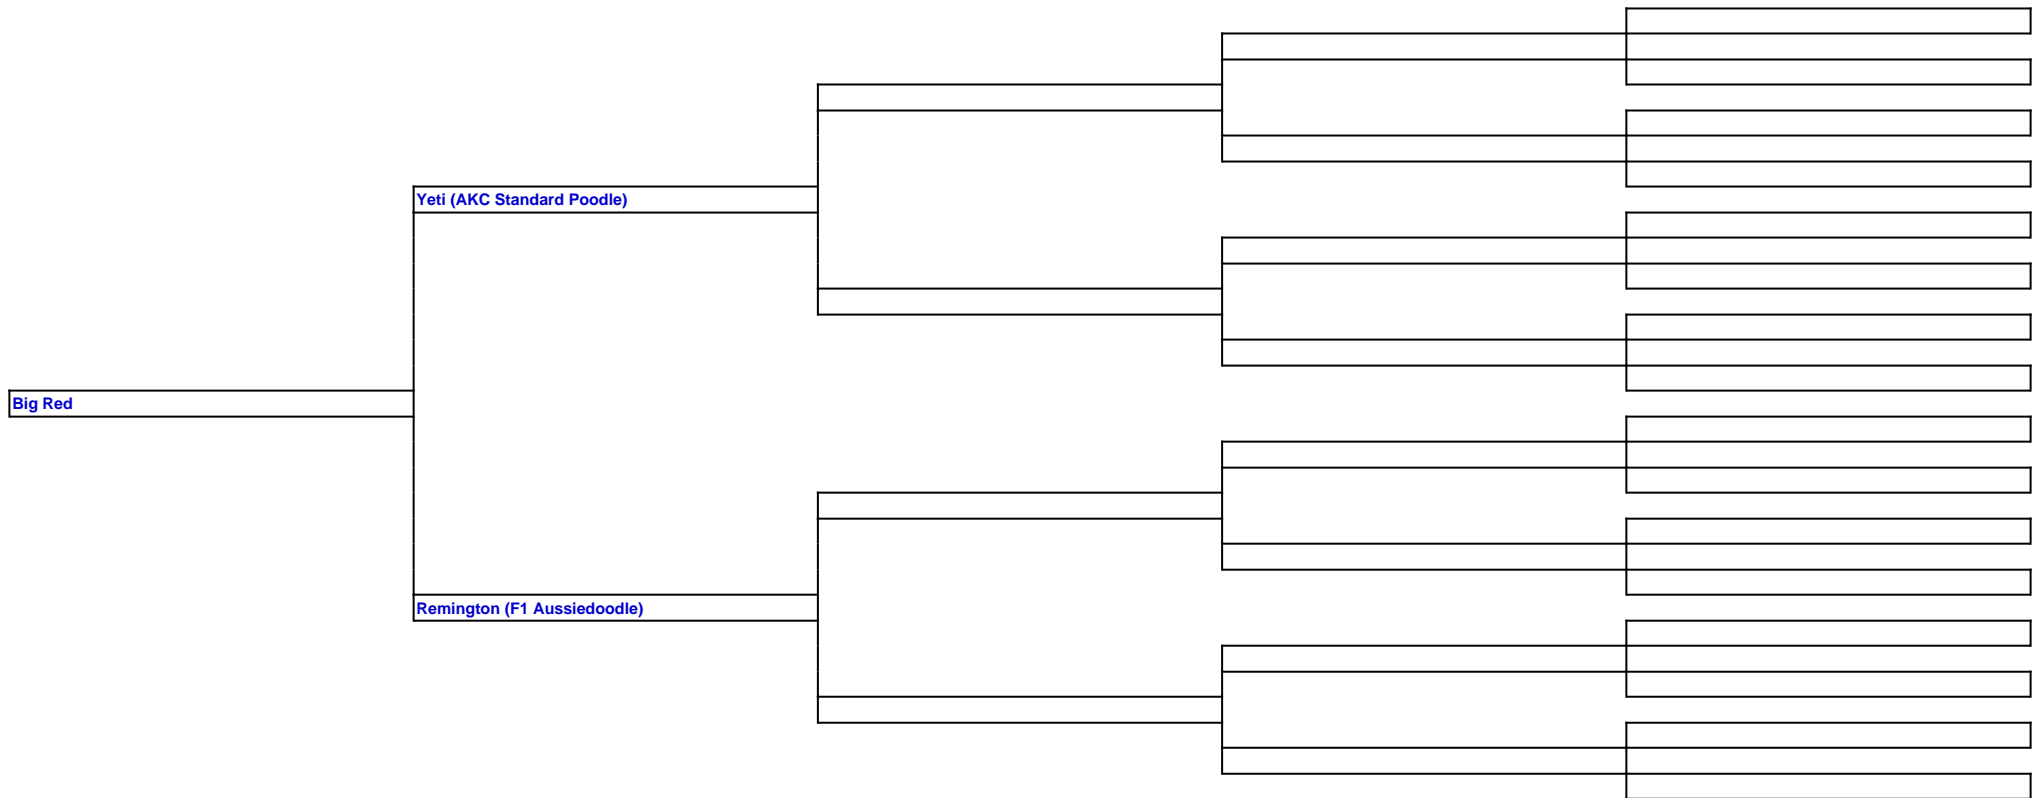 Yeti (AKC Standard Poodle)
Big Red
Remington (F1 Aussiedoodle)